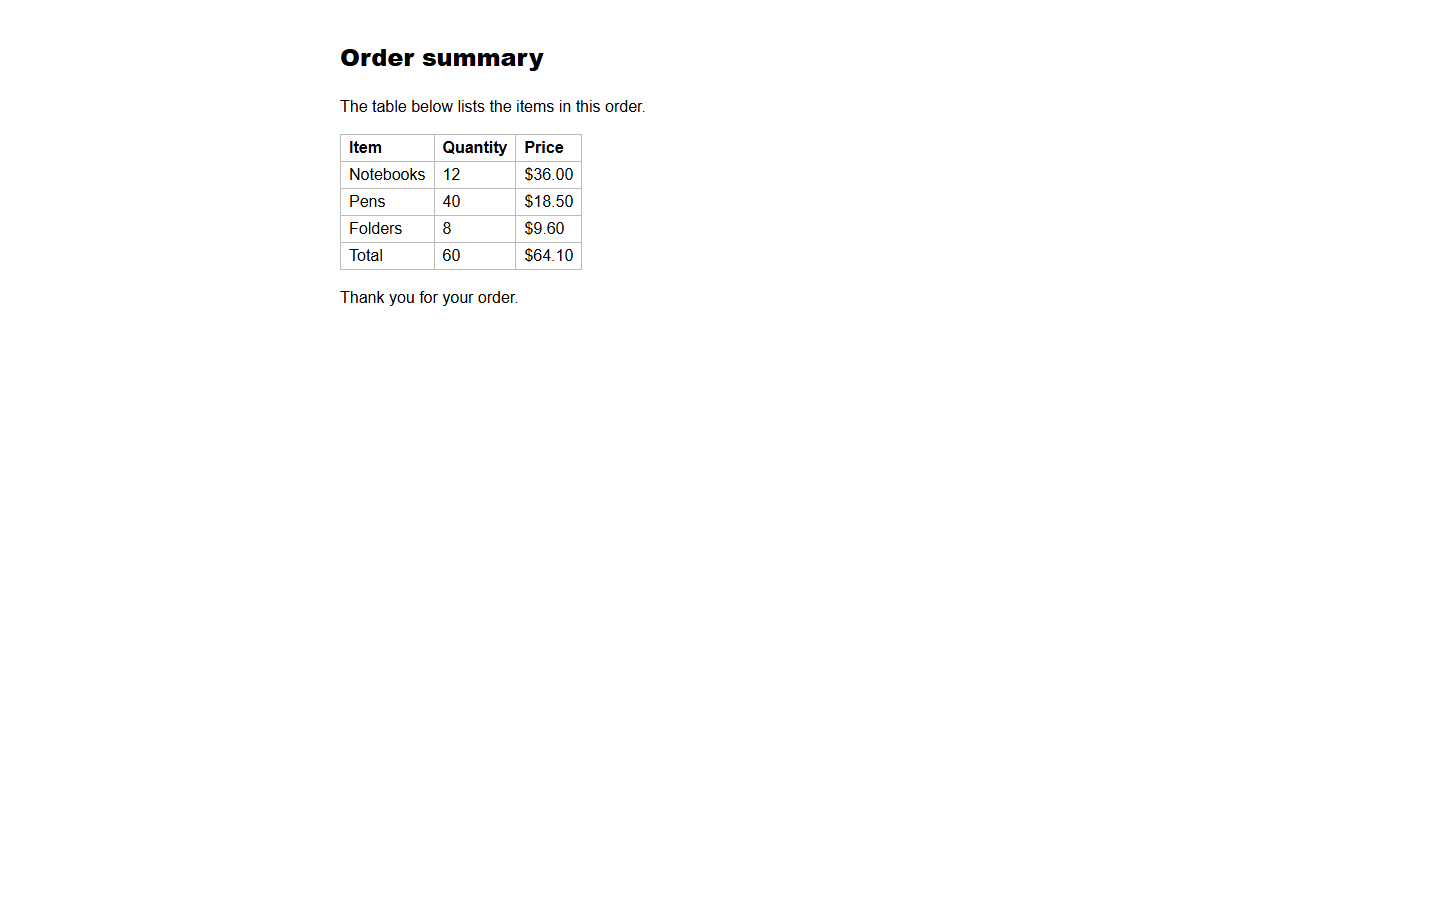 Order summary
The table below lists the items in this order.
Item Quantity Price
Notebooks 12 $36.00
Pens 40 $18.50
Folders 8 $9.60
Total 60 $64.10
Thank you for your order.